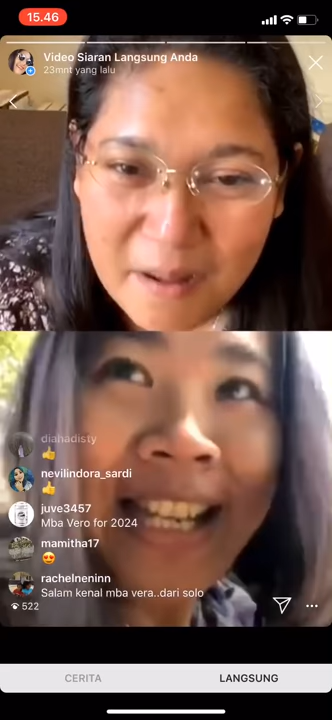 15.46
Video Siaran Langsung Anda
23mnt yang lalu
diahadisty
👍
nevilindora_sardi
👍
juve3457
Mba Vero for 2024
mamitha17
😍
rachelneninn
Salam kenal mba vera..dari solo
522
CERITA
LANGSUNG